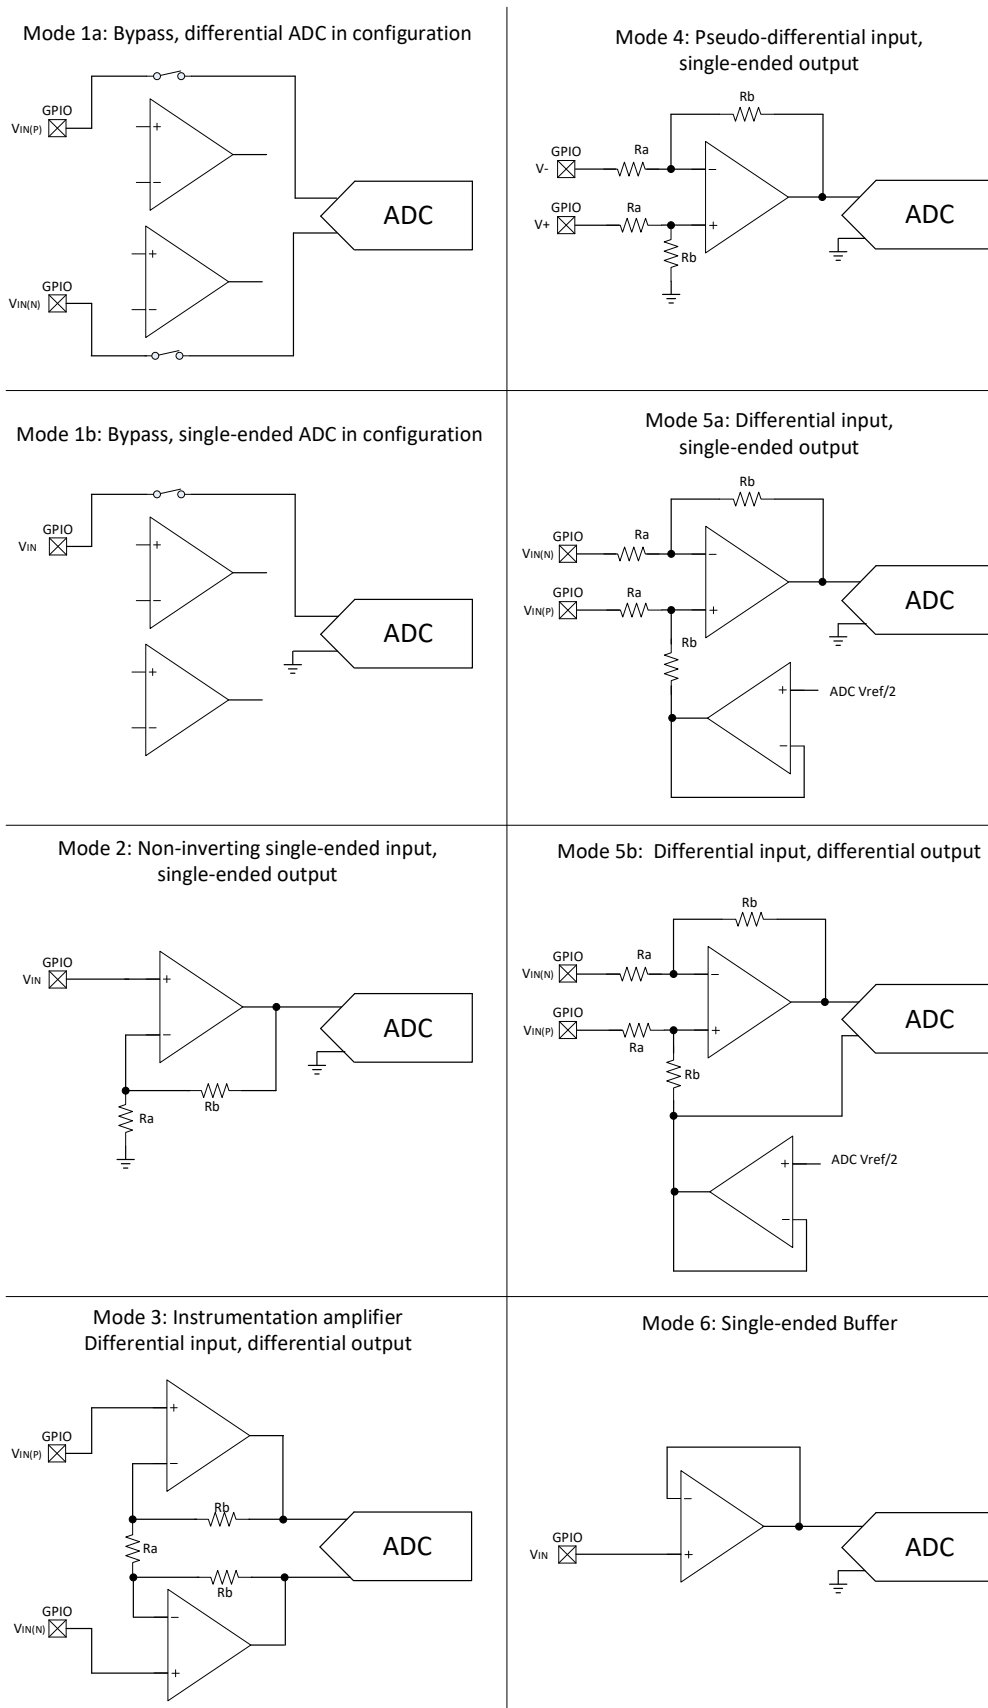 Mode 1a: Bypass, differential ADC in configuration
GPIO
VIN(P)
+
−
ADC
+
−
GPIO
VIN(N)
Mode 4: Pseudo-differential input,
single-ended output
Rb
GPIO
Ra
V-
−
GPIO
Ra
V+
+
Rb
ADC
Mode 1b: Bypass, single-ended ADC in configuration
GPIO
VIN
+
−
ADC
+
−
Mode 5a: Differential input,
single-ended output
Rb
GPIO
Ra
VIN(N)
−
GPIO
Ra
VIN(P)
+
ADC
Rb
+
ADC Vref/2
−
Mode 2: Non-inverting single-ended input,
single-ended output
GPIO
VIN
+
−
ADC
Rb
Ra
Mode 5b:  Differential input, differential output
Rb
GPIO
Ra
VIN(N)
−
GPIO
VIN(P)
+
Ra
ADC
Rb
+
ADC Vref/2
−
Mode 3: Instrumentation amplifier
Differential input, differential output
GPIO
VIN(P)
+
−
Rb
Ra
ADC
Rb
GPIO
VIN(N)
−
+
Mode 6: Single-ended Buffer
−
GPIO
VIN
+
ADC